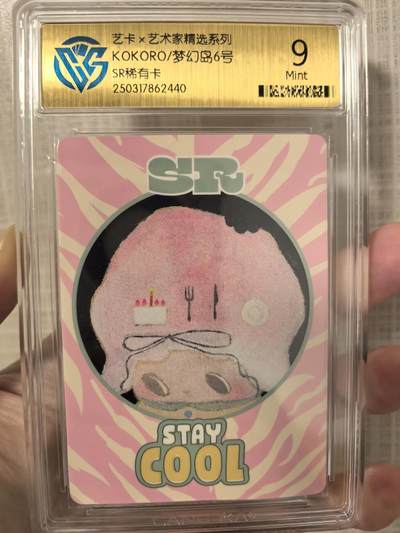 艺卡×艺术家精选系列
KOKORO/梦幻岛6号
SR稀有卡
250317862440
9
Mint
SR
STAY
COOL